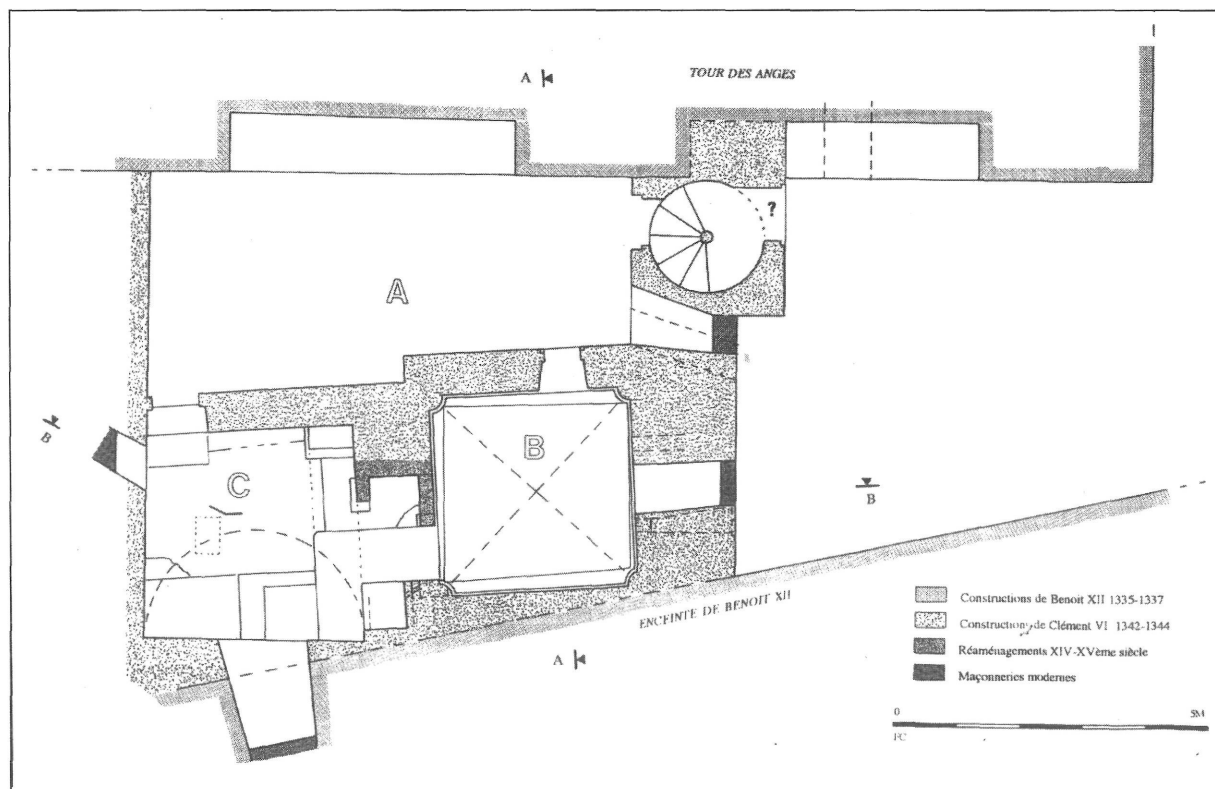 A
TOUR DES ANGES
?
A
B
B
C
B
ENCEINTE DE BENOIT XII
A
Constructions de Benoit XII 1335-1337
Constructions de Clément VI 1342-1344
Réaménagements XIV-XVème siècle
Maçonneries modernes
0 5M
FC